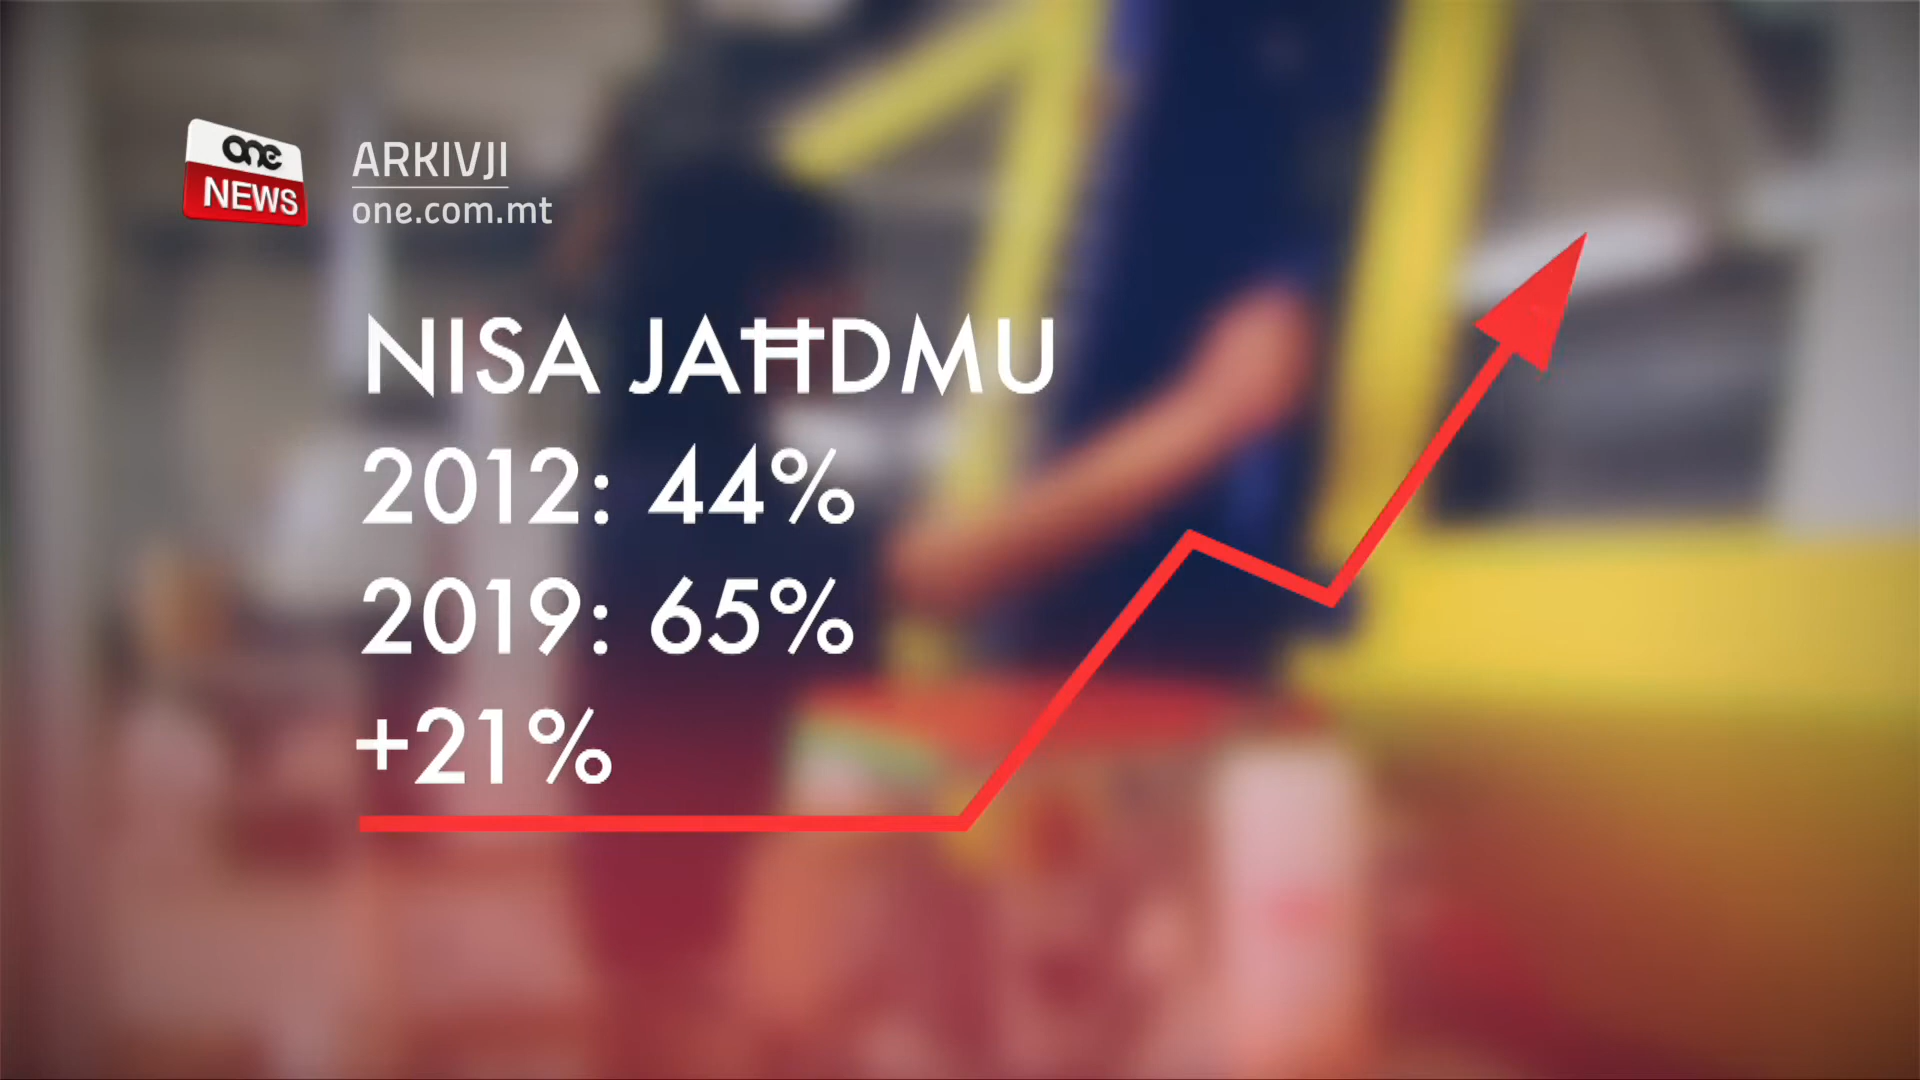 one
NEWS
ARKIVJI
one.com.mt
NISA JAĦDMU
2012: 44%
2019: 65%
+21%